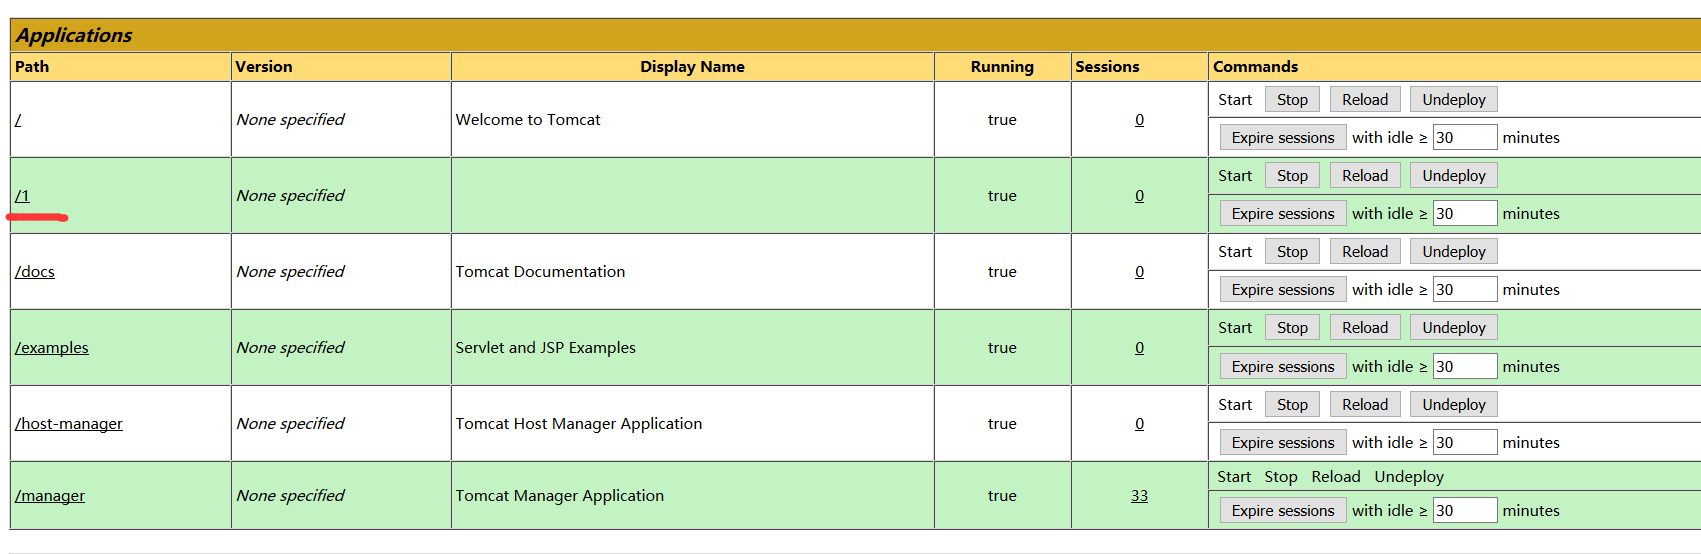 Applications
Path Version Display Name Running Sessions Commands
/ None specified Welcome to Tomcat true 0 Start Stop Reload Undeploy
Expire sessions with idle ≥ 30 minutes
/1 None specified true 0 Start Stop Reload Undeploy
Expire sessions with idle ≥ 30 minutes
/docs None specified Tomcat Documentation true 0 Start Stop Reload Undeploy
Expire sessions with idle ≥ 30 minutes
/examples None specified Servlet and JSP Examples true 0 Start Stop Reload Undeploy
Expire sessions with idle ≥ 30 minutes
/host-manager None specified Tomcat Host Manager Application true 0 Start Stop Reload Undeploy
Expire sessions with idle ≥ 30 minutes
/manager None specified Tomcat Manager Application true 33 Start Stop Reload Undeploy
Expire sessions with idle ≥ 30 minutes